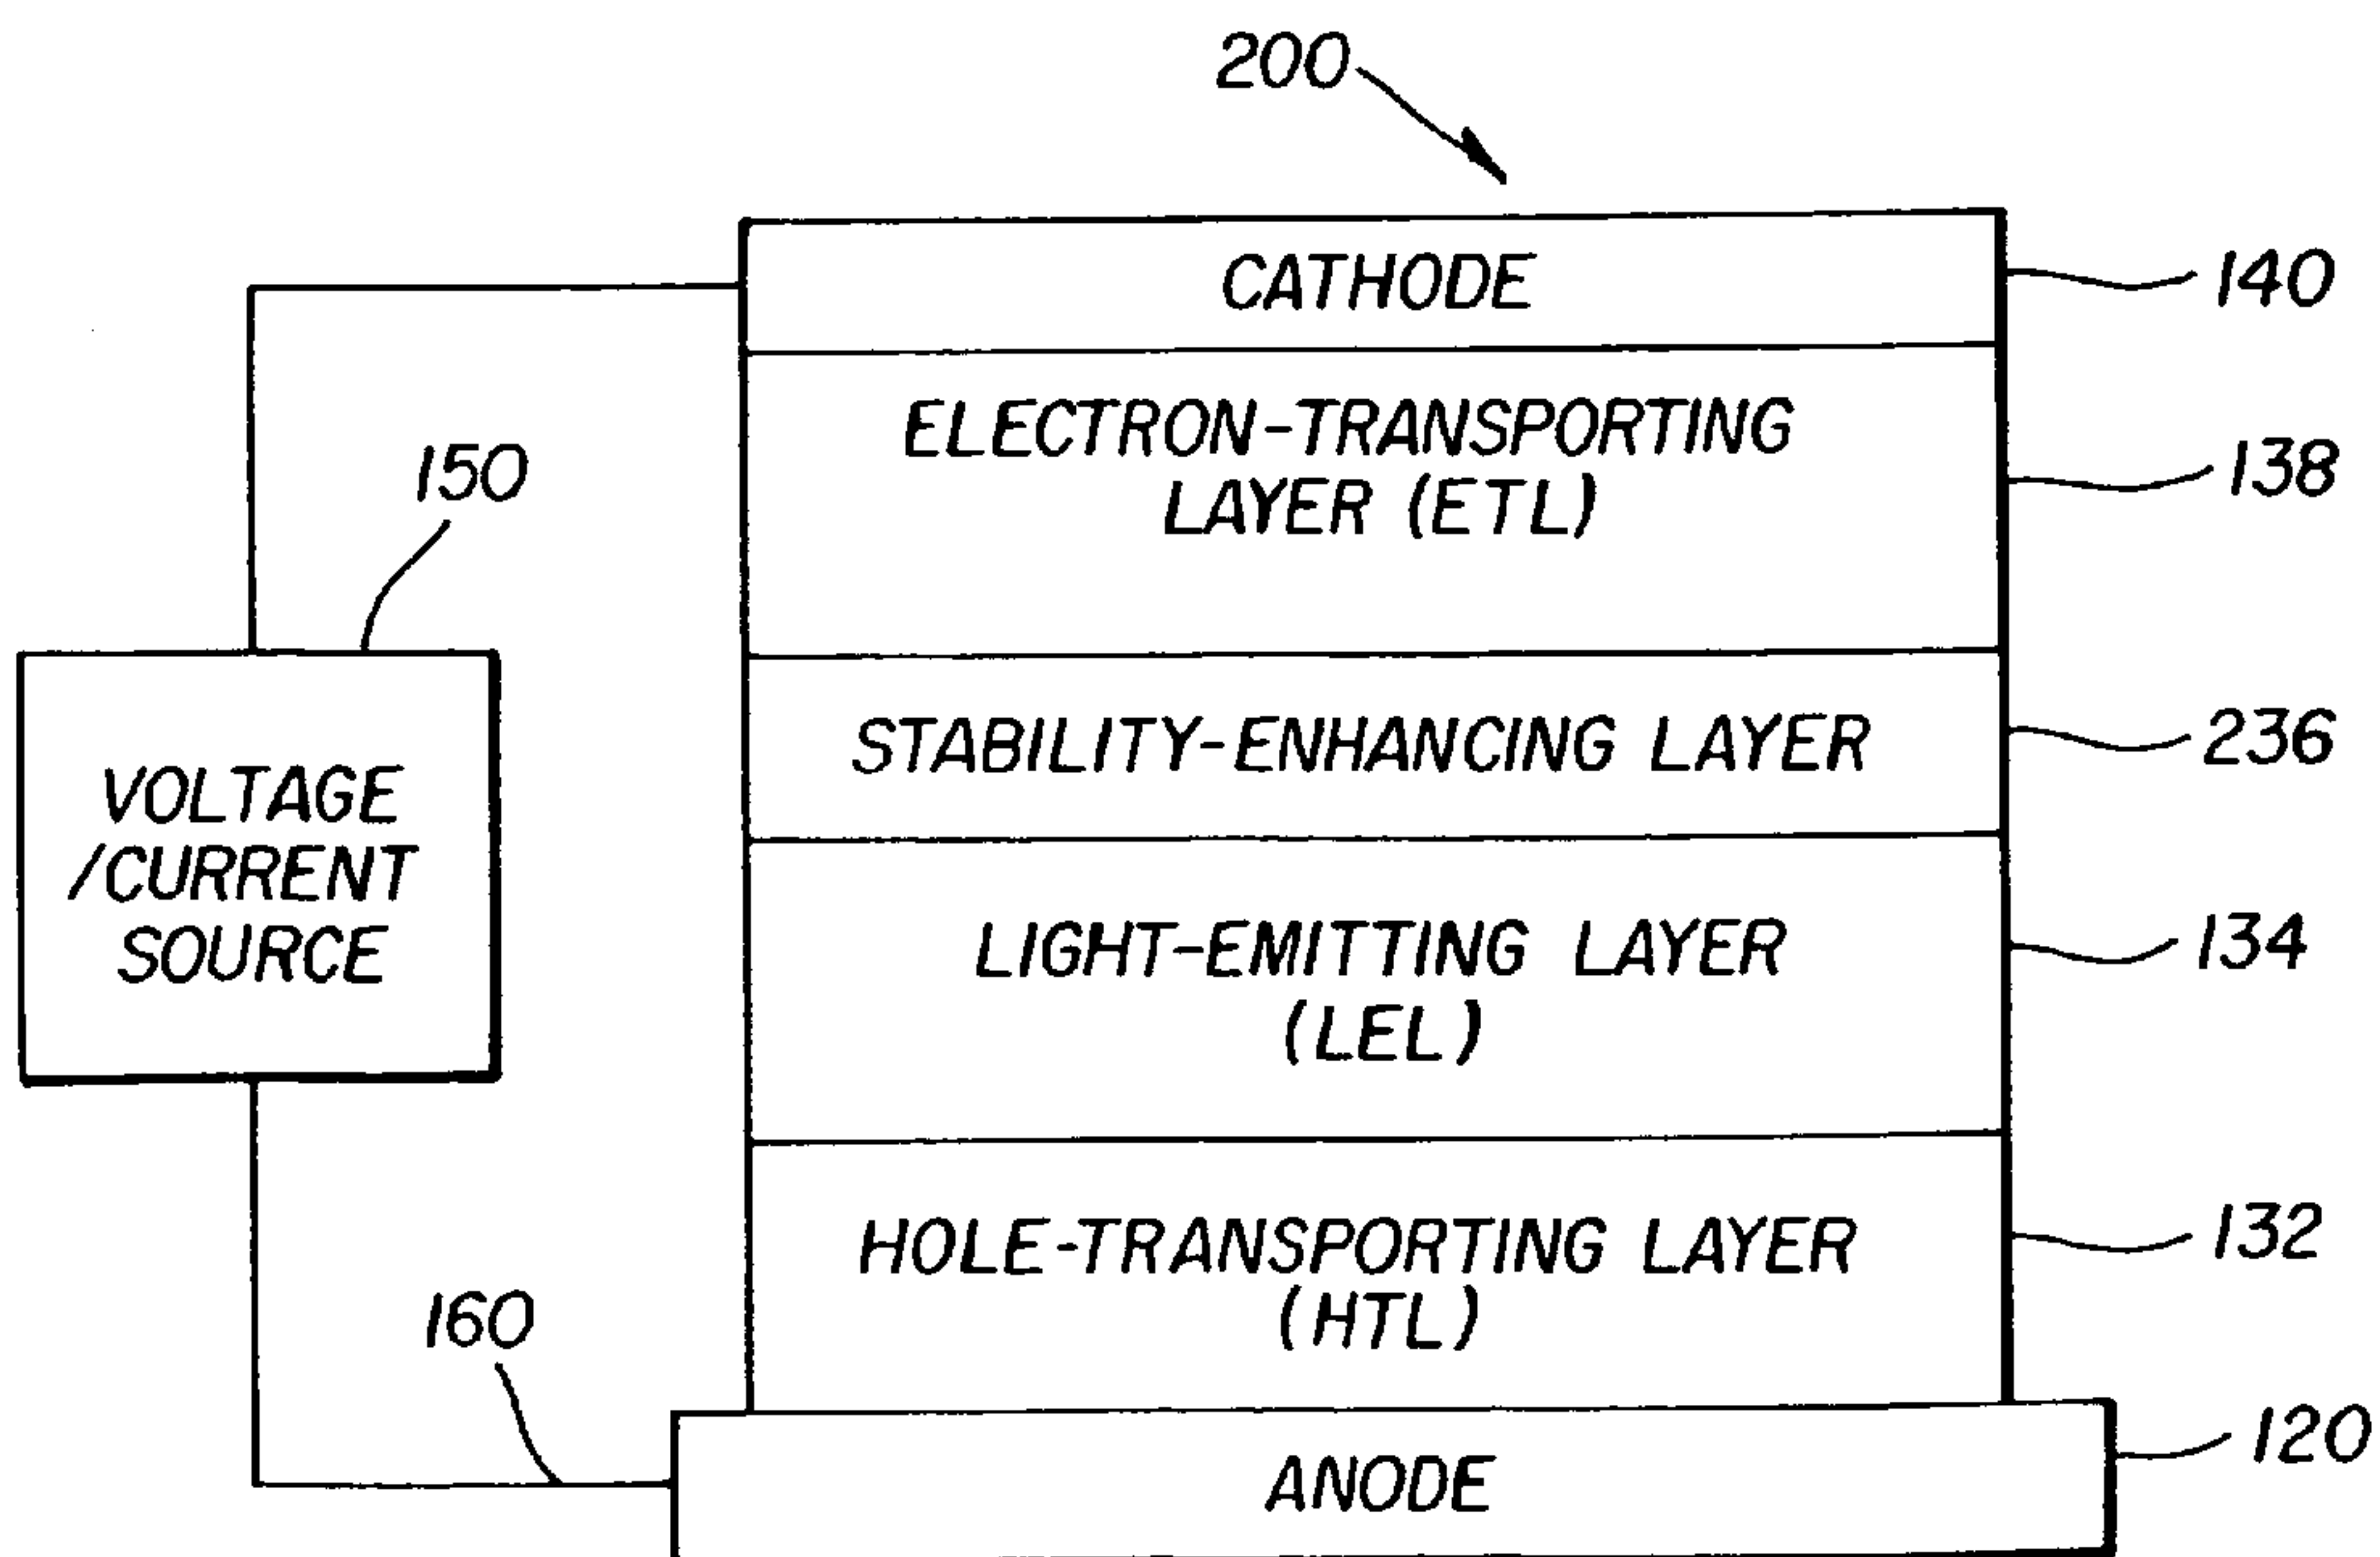 200
CATHODE
140
ELECTRON-TRANSPORTING
LAYER (ETL)
138
150
STABILITY-ENHANCING LAYER
236
VOLTAGE
/CURRENT
SOURCE
LIGHT-EMITTING LAYER
(LEL)
134
HOLE-TRANSPORTING LAYER
(HTL)
132
160
ANODE
120